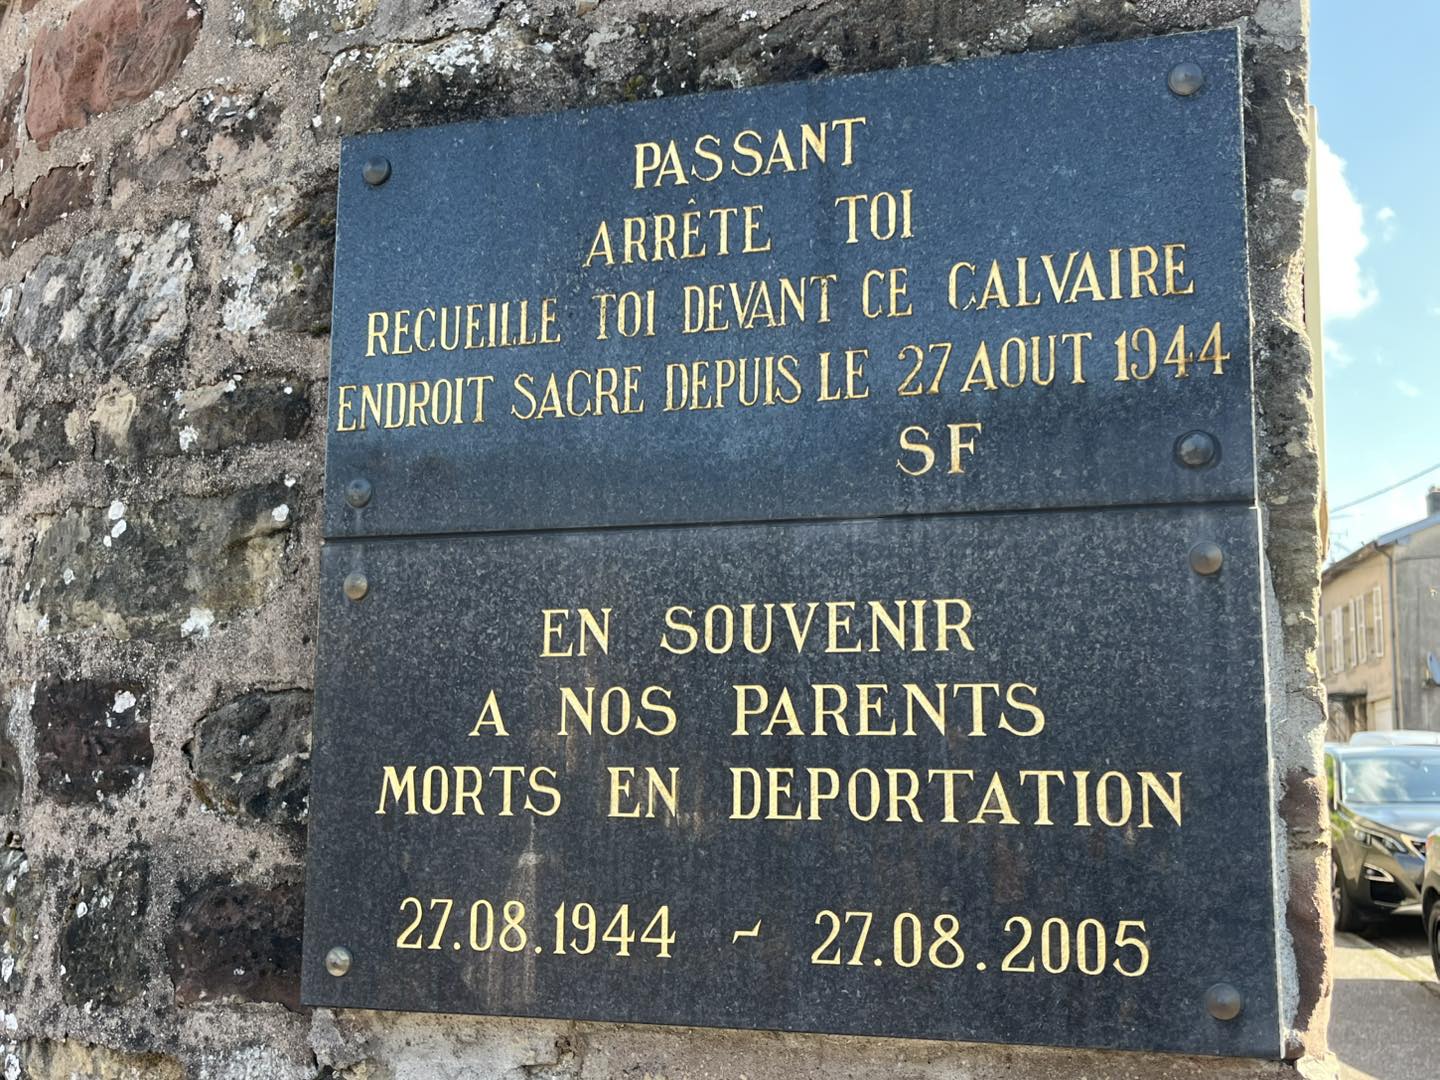 PASSANT
ARRÊTE TOI
RECUEILLE TOI DEVANT CE CALVAIRE
ENDROIT SACRE DEPUIS LE 27 AOUT 1944
SF
EN SOUVENIR
A NOS PARENTS
MORTS EN DEPORTATION
27.08.1944 - 27.08.2005